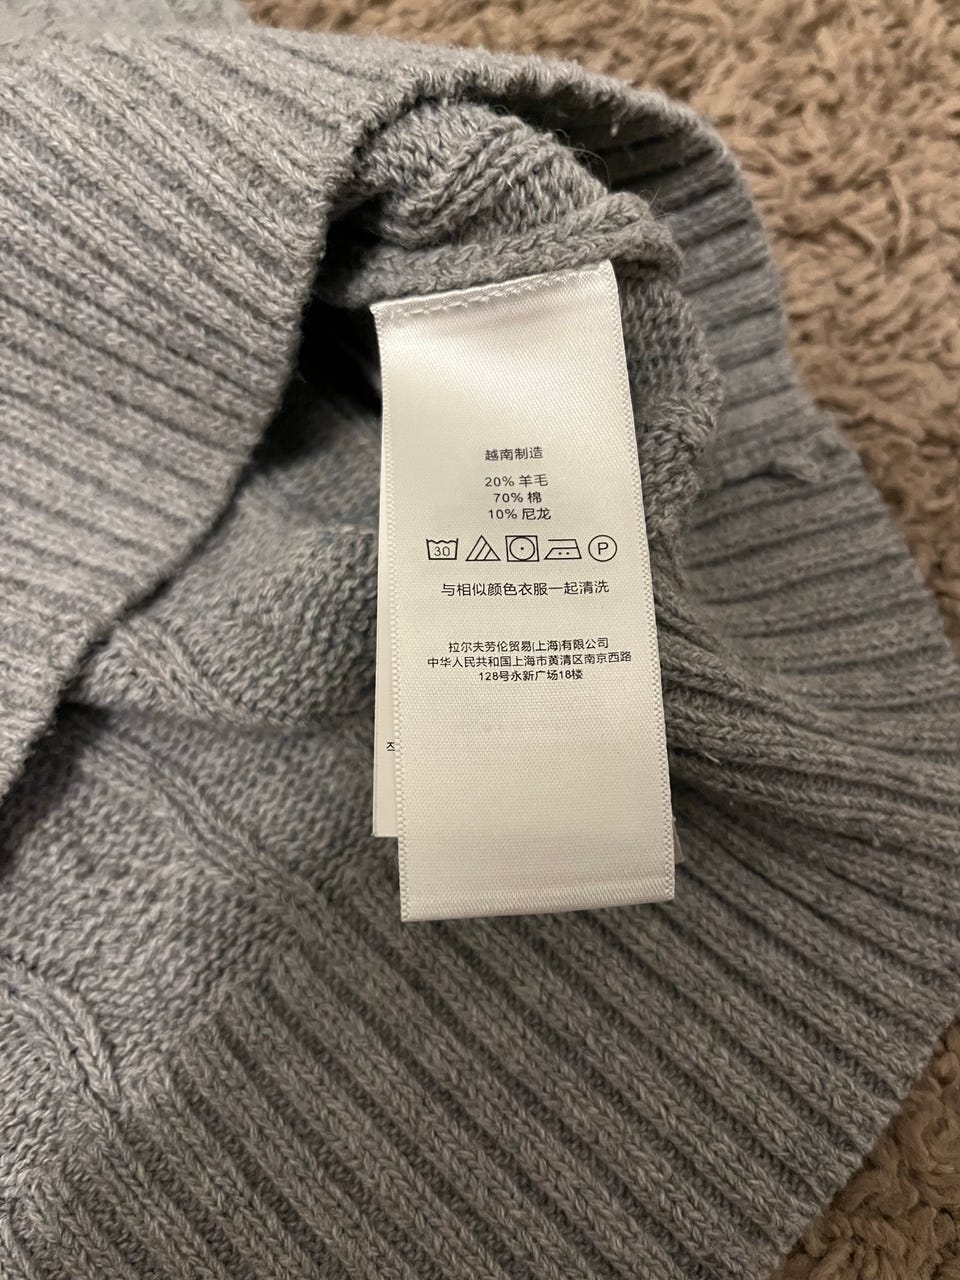 越南制造
20% 羊毛
70% 棉
10% 尼龙
30 P
与相似颜色衣服一起清洗
拉尔夫劳伦贸易(上海)有限公司
中华人民共和国上海市黄清区南京西路
128号永新广场18楼